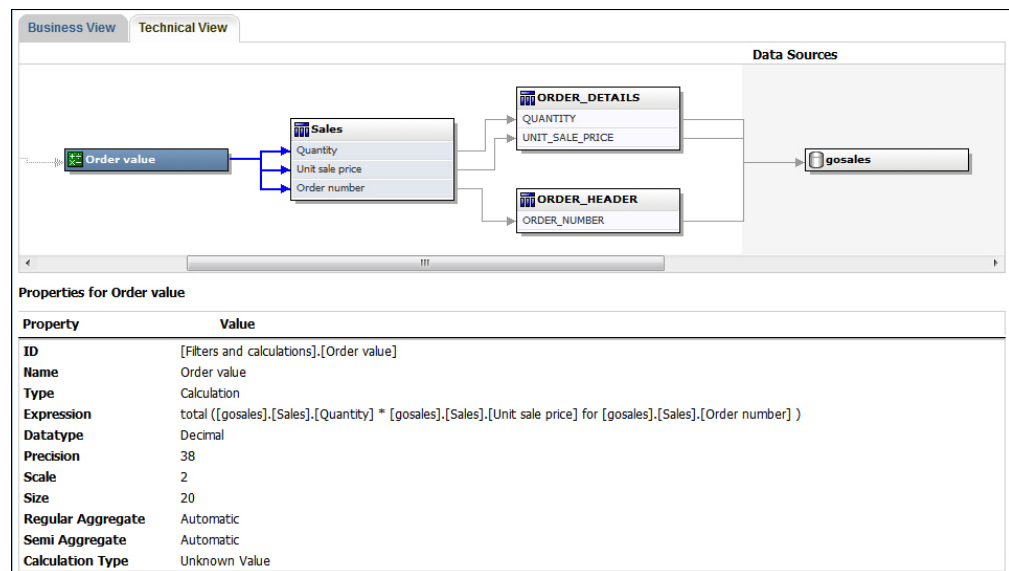 Business View Technical View
Data Sources
ORDER_DETAILS
QUANTITY
UNIT_SALE_PRICE
Sales
Quantity
Unit sale price
Order number
Order value
gosales
ORDER_HEADER
ORDER_NUMBER
Properties for Order value
Property Value
ID [Filters and calculations].[Order value]
Name Order value
Type Calculation
Expression total ([gosales].[Sales].[Quantity] * [gosales].[Sales].[Unit sale price] for [gosales].[Sales].[Order number] )
Datatype Decimal
Precision 38
Scale 2
Size 20
Regular Aggregate Automatic
Semi Aggregate Automatic
Calculation Type Unknown Value